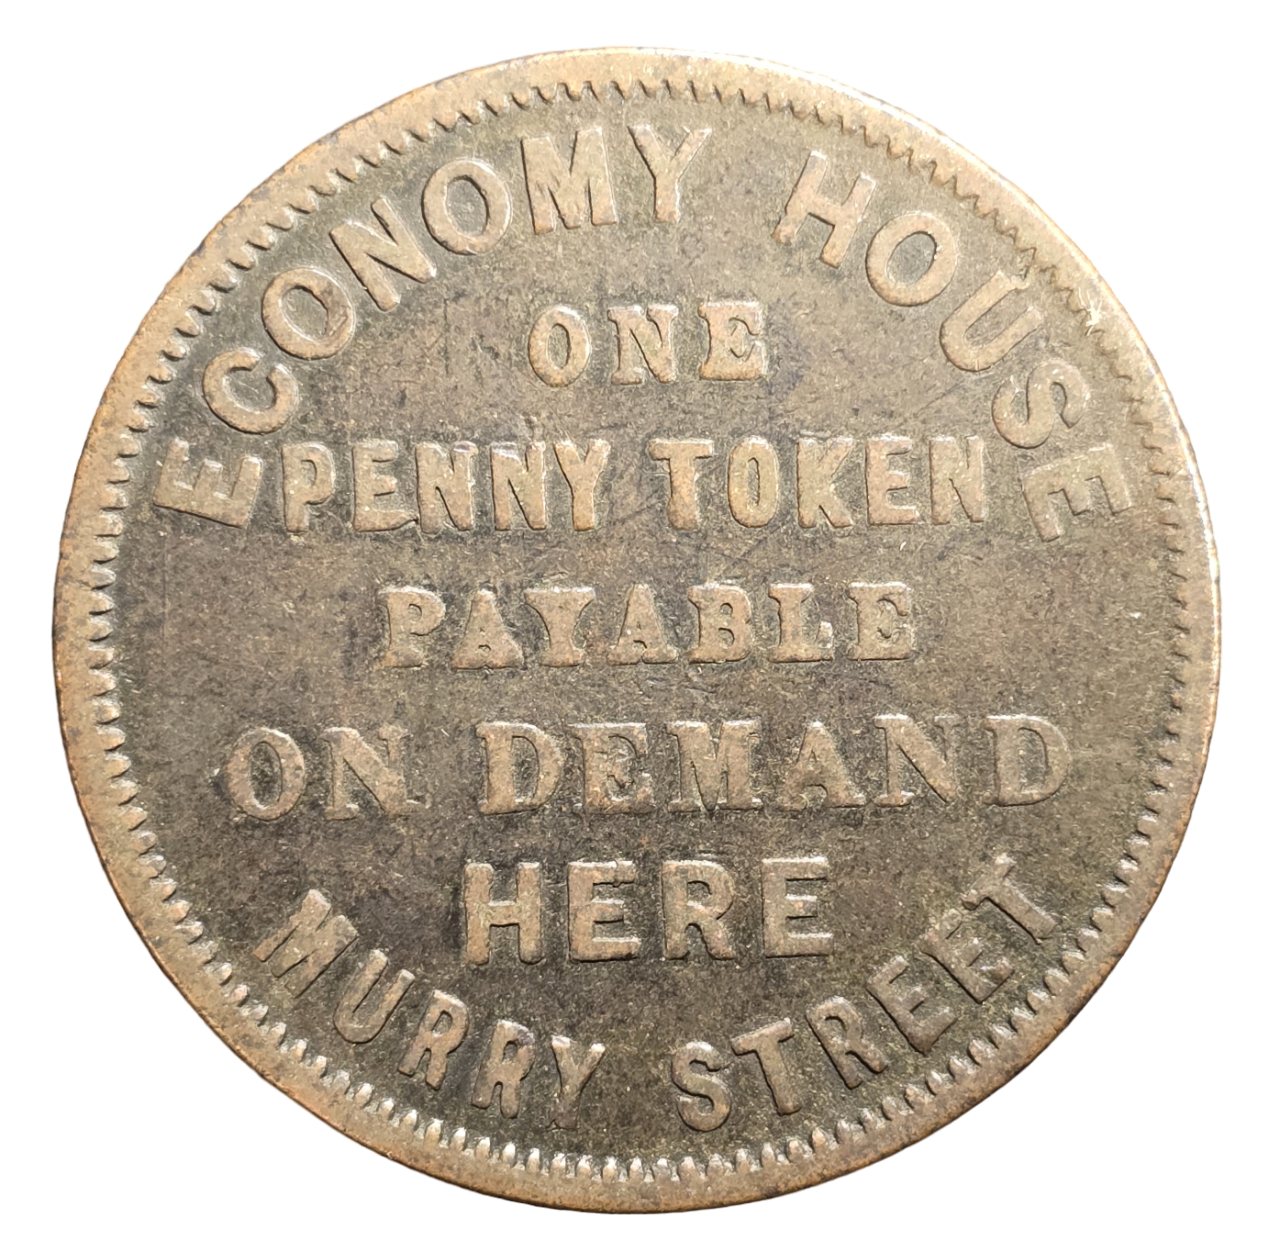 ECONOMY HOUSE
ONE
PENNY TOKEN
PAYABLE
ON DEMAND
HERE
MURRY STREET